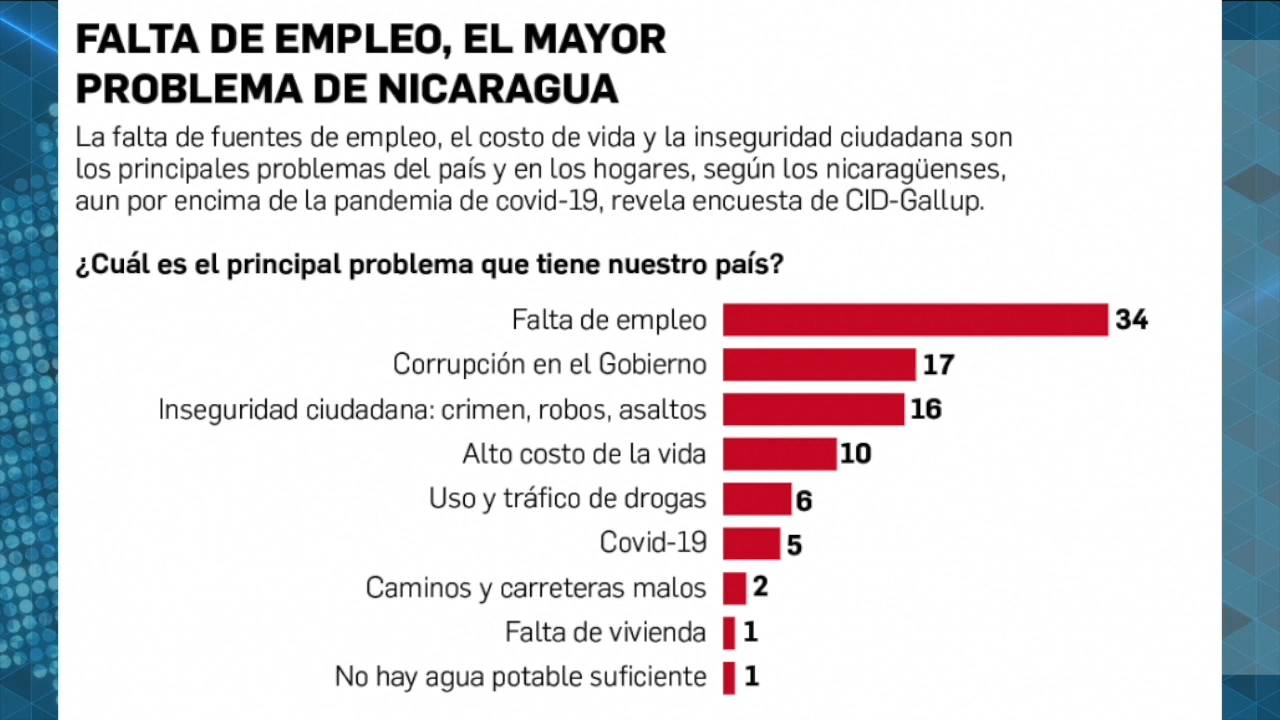 FALTA DE EMPLEO, EL MAYOR
PROBLEMA DE NICARAGUA
La falta de fuentes de empleo, el costo de vida y la inseguridad ciudadana son
los principales problemas del país y en los hogares, según los nicaragüenses,
aun por encima de la pandemia de covid-19, revela encuesta de CID-Gallup.
¿Cuál es el principal problema que tiene nuestro país?
Falta de empleo 34
Corrupción en el Gobierno 17
Inseguridad ciudadana: crimen, robos, asaltos 16
Alto costo de la vida 10
Uso y tráfico de drogas 6
Covid-19 5
Caminos y carreteras malos 2
Falta de vivienda 1
No hay agua potable suficiente 1